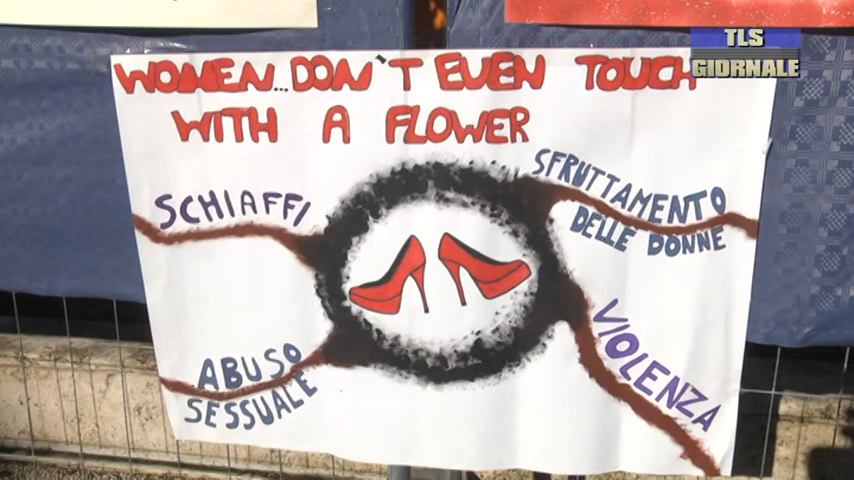 TLS
GIORNALE
WOMEN...DON'T EVEN TOUCH
WITH A FLOWER
SCHIAFFI
SFRUTTAMENTO
DELLE DONNE
ABUSO
SESSUALE
VIOLENZA